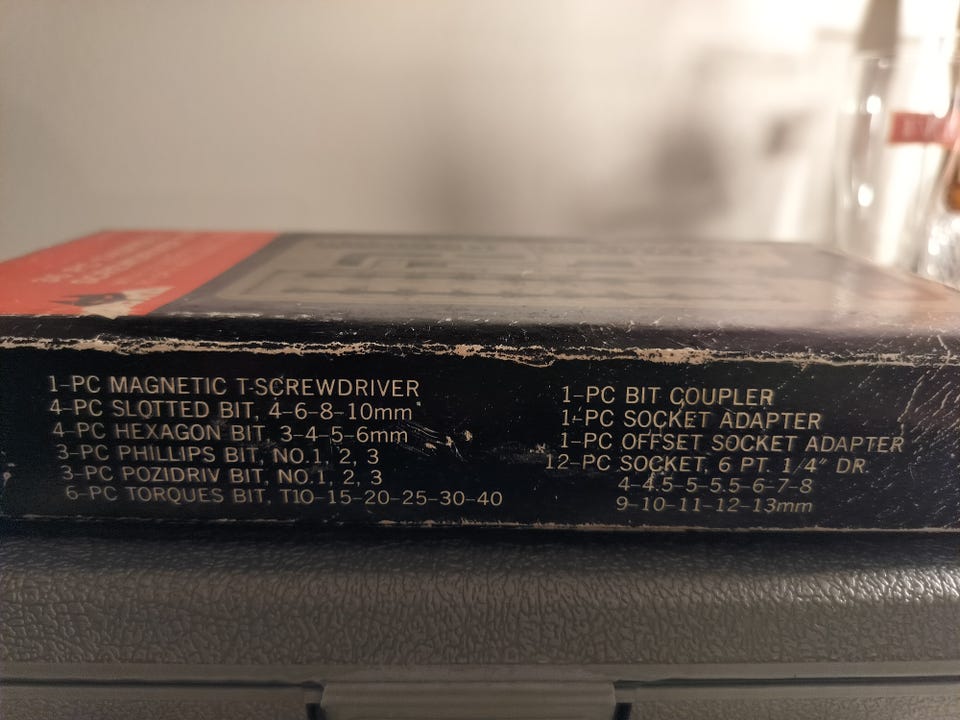 1-PC MAGNETIC T-SCREWDRIVER
4-PC SLOTTED BIT, 4-6-8-10mm
4-PC HEXAGON BIT, 3-4-5-6mm
3-PC PHILLIPS BIT, NO.1, 2, 3
3-PC POZIDRIV BIT, NO.1, 2, 3
6-PC TORQUES BIT, T10-15-20-25-30-40
1-PC BIT COUPLER
1-PC SOCKET ADAPTER
1-PC OFFSET SOCKET ADAPTER
12-PC SOCKET, 6 PT. 1/4" DR.
4-4.5-5-5.5-6-7-8
9-10-11-12-13mm